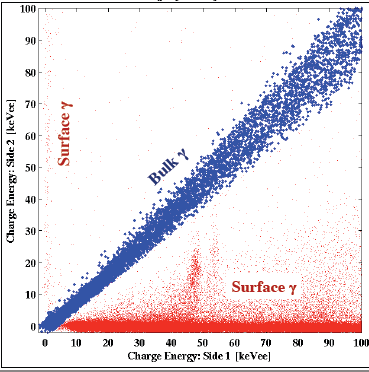 100
90
80
70
60
50
40
30
20
10
0
Charge Energy: Side 2 [keVee]
Surface γ
Bulk γ
Surface γ
0 10 20 30 40 50 60 70 80 90 100
Charge Energy: Side 1 [keVee]